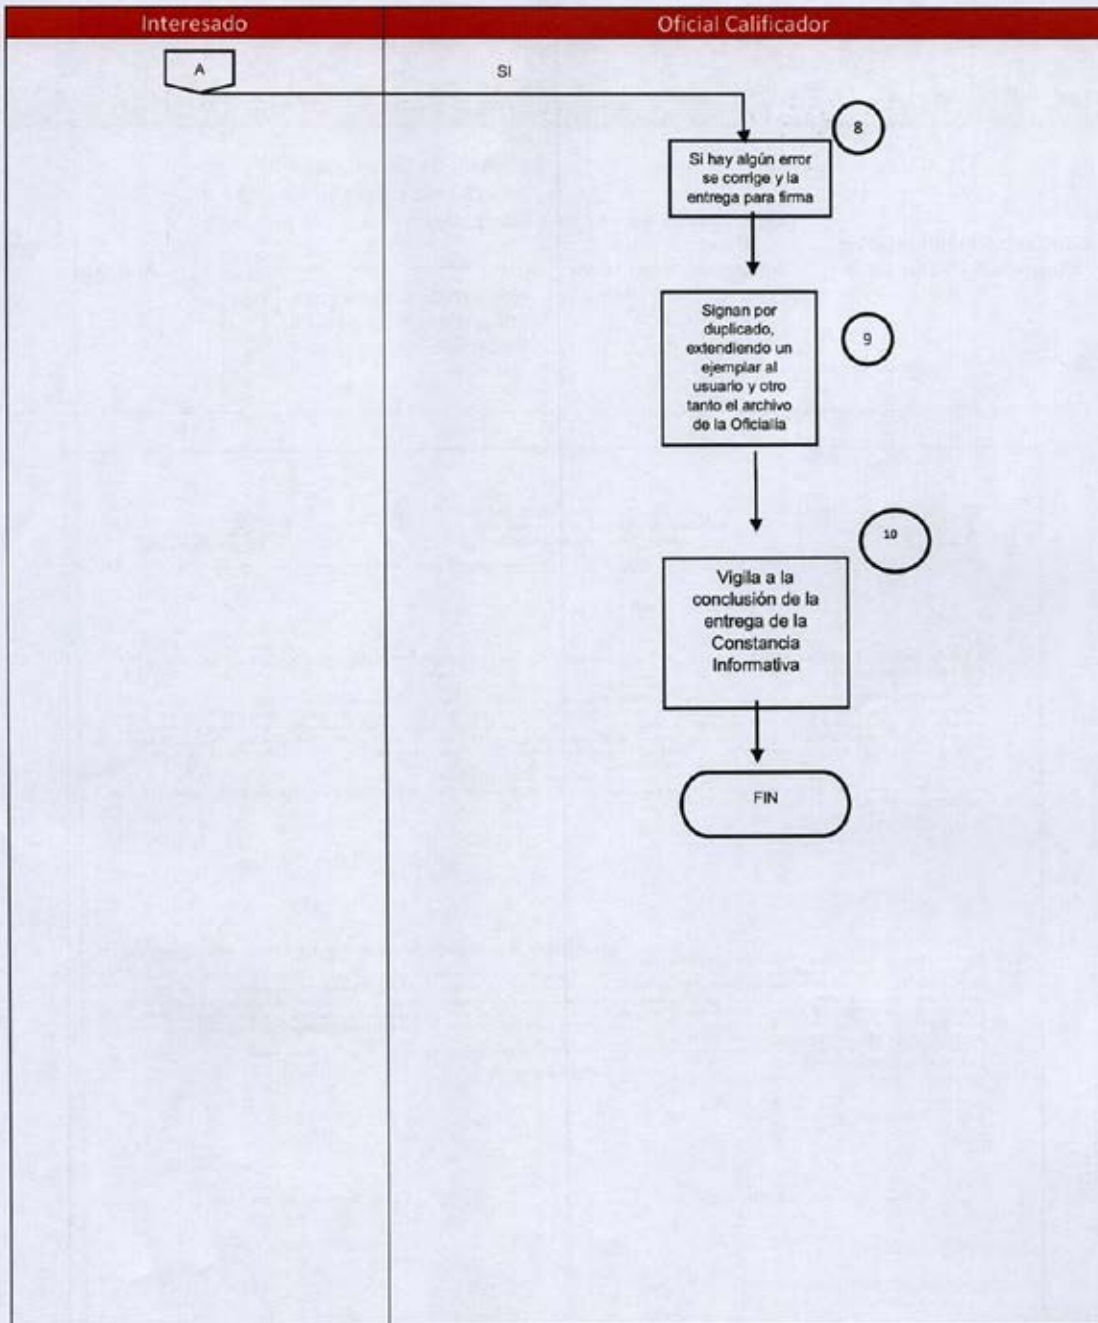 Interesado
Oficial Calificador
A
SI
8
Si hay algún error
se corrige y la
entrega para firma
Signan por
duplicado,
extendiendo un
ejemplar al
usuario y otro
tanto el archivo
de la Oficialía
9
10
Vigila a la
conclusión de la
entrega de la
Constancia
Informativa
FIN